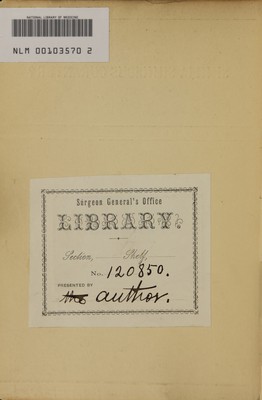 NATIONAL LIBRARY OF MEDICINE
NLM 00103570 2
Surgeon General's Office
LIBRARY.
Section, Shelf,
No. 120850.
PRESENTED BY
the author.